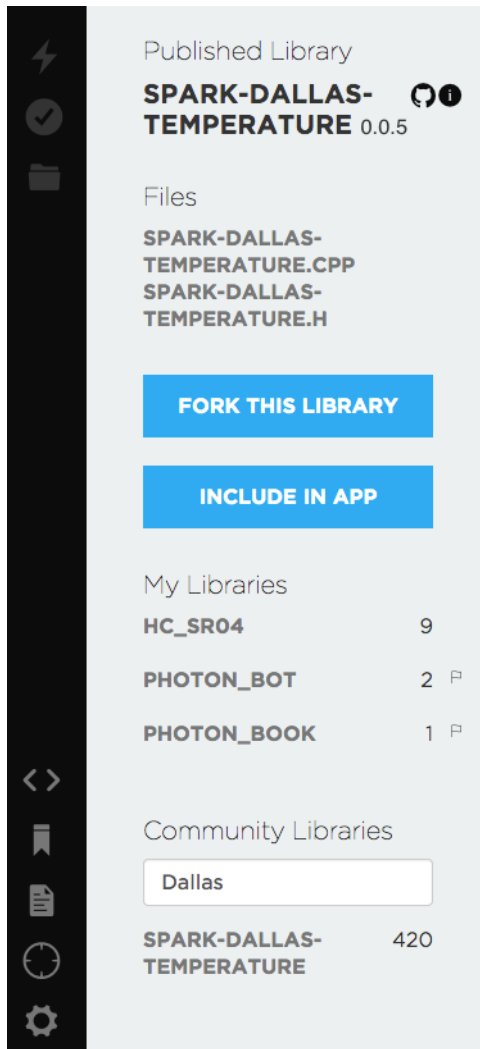 Published Library
SPARK-DALLAS-
TEMPERATURE 0.0.5
Files
SPARK-DALLAS-
TEMPERATURE.CPP
SPARK-DALLAS-
TEMPERATURE.H
FORK THIS LIBRARY
INCLUDE IN APP
My Libraries
HC_SR04 9
PHOTON_BOT 2
PHOTON_BOOK 1
Community Libraries
Dallas
SPARK-DALLAS- 420
TEMPERATURE